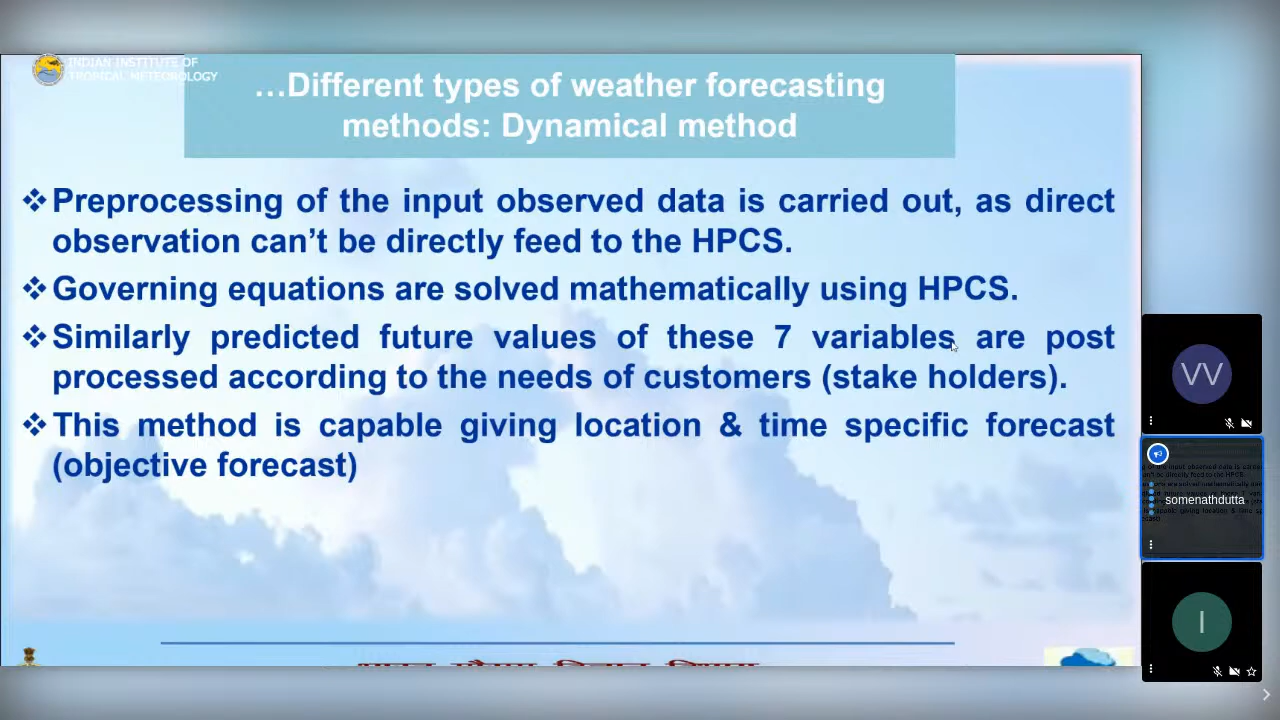 INDIAN INSTITUTE OF
TROPICAL METEOROLOGY
…Different types of weather forecasting
methods: Dynamical method
❖Preprocessing of the input observed data is carried out, as direct
observation can’t be directly feed to the HPCS.
❖Governing equations are solved mathematically using HPCS.
❖Similarly predicted future values of these 7 variables are post
processed according to the needs of customers (stake holders).
❖This method is capable giving location & time specific forecast
(objective forecast)
VV
somenathdutta
I